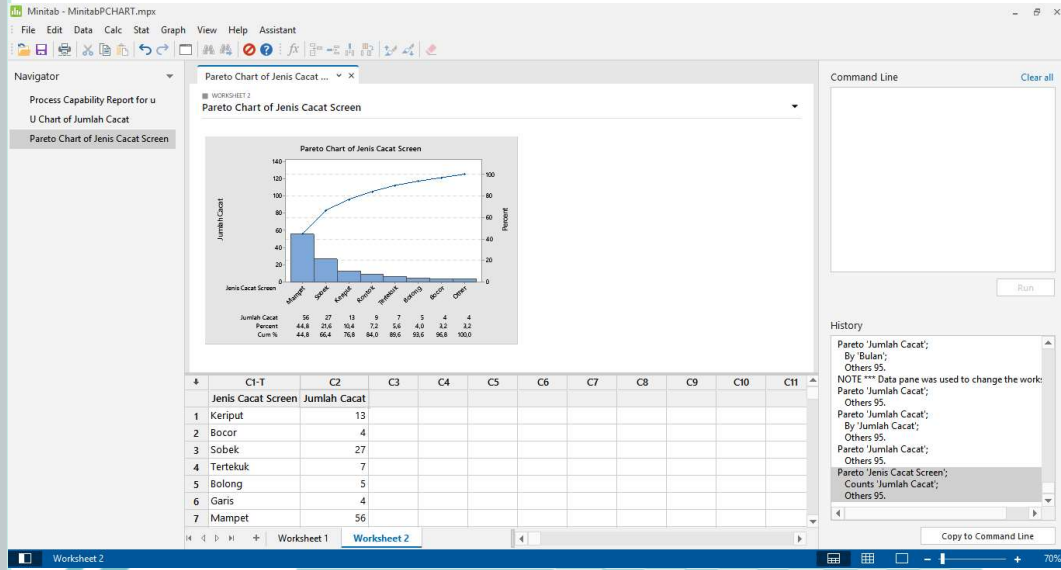 Minitab - MinitabPCHART.mpx
File Edit Data Calc Stat Graph View Help Assistant
Navigator
Process Capability Report for u
U Chart of Jumlah Cacat
Pareto Chart of Jenis Cacat Screen
Pareto Chart of Jenis Cacat ...
WORKSHEET 2
Pareto Chart of Jenis Cacat Screen
Pareto Chart of Jenis Cacat Screen
Jumlah Cacat
140
120
100
80
60
40
20
0
Percent
100
80
60
40
20
0
Jenis Cacat Screen Mampet Sobek Keriput Rontok Tertekuk Bolong Bocor Other
Jumlah Cacat 56 27 13 9 7 5 4 4
Percent 44,8 21,6 10,4 7,2 5,6 4,0 3,2 3,2
Cum % 44,8 66,4 76,8 84,0 89,6 93,6 96,8 100,0
C1-T C2 C3 C4 C5 C6 C7 C8 C9 C10 C11
Jenis Cacat Screen Jumlah Cacat
1 Keriput 13
2 Bocor 4
3 Sobek 27
4 Tertekuk 7
5 Bolong 5
6 Garis 4
7 Mampet 56
Worksheet 1 Worksheet 2
Command Line Clear all
Run
History
Pareto 'Jumlah Cacat';
By 'Bulan';
Others 95.
NOTE *** Data pane was used to change the works
Pareto 'Jumlah Cacat';
Others 95.
Pareto 'Jumlah Cacat';
By 'Jumlah Cacat';
Others 95.
Pareto 'Jumlah Cacat';
Others 95.
Pareto 'Jenis Cacat Screen';
Counts 'Jumlah Cacat';
Others 95.
Copy to Command Line
Worksheet 2
70%